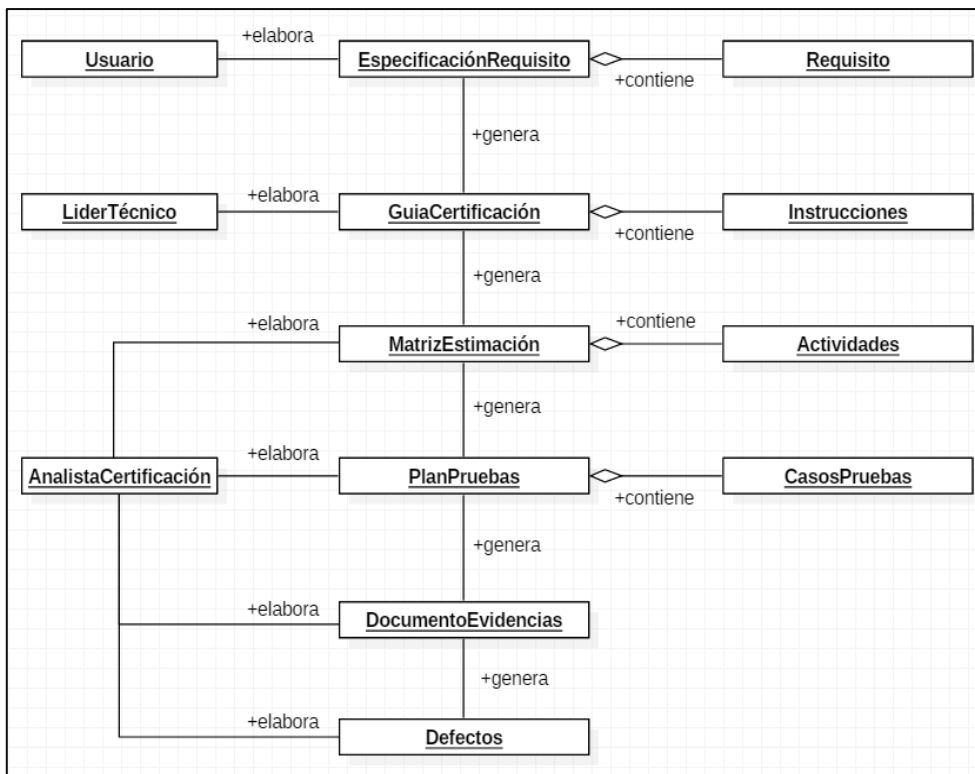 +elabora
Usuario
EspecificaciónRequisito
Requisito
+contiene
+genera
+elabora
LiderTécnico
GuiaCertificación
Instrucciones
+contiene
+genera
+elabora
+contiene
MatrizEstimación
Actividades
+genera
+elabora
AnalistaCertificación
PlanPruebas
CasosPruebas
+contiene
+genera
+elabora
DocumentoEvidencias
+genera
+elabora
Defectos